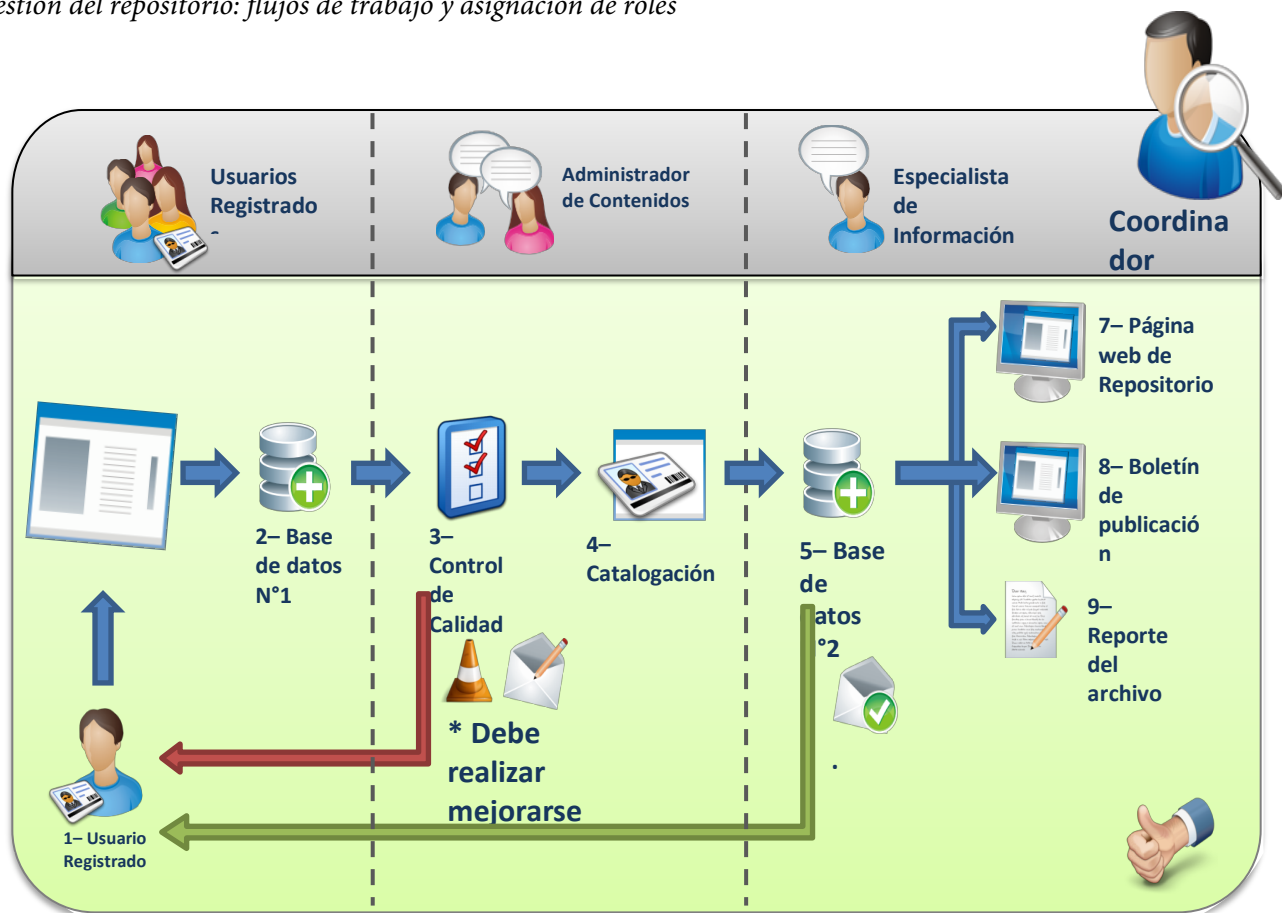 estión del repositorio: flujos de trabajo y asignación de roles
Usuarios
Registrado
Administrador
de Contenidos
Especialista
de
Información
Coordina
dor
7– Página
web de
Repositorio
8– Boletín
de
publicació
n
9–
Reporte
del
archivo
2– Base
de datos
N°1
3–
Control
de
Calidad
4–
Catalogación
5– Base
de
atos
°2
* Debe
realizar
mejorarse
.
1– Usuario
Registrado